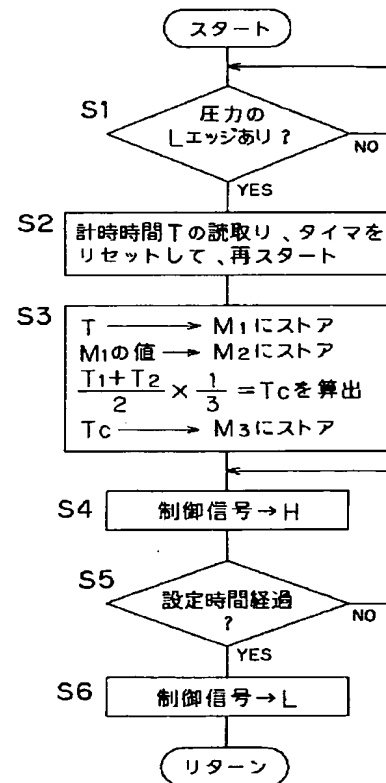 スタート
S1
圧力の
Lエッジあり?
NO
YES
S2
計時時間Tの読取り、タイマを
リセットして、再スタート
S3
T → M1にストア
M1の値 → M2にストア
T1+T2/2 × 1/3 = Tcを算出
Tc → M3にストア
S4
制御信号→H
S5
設定時間経過
?
NO
YES
S6
制御信号→L
リターン